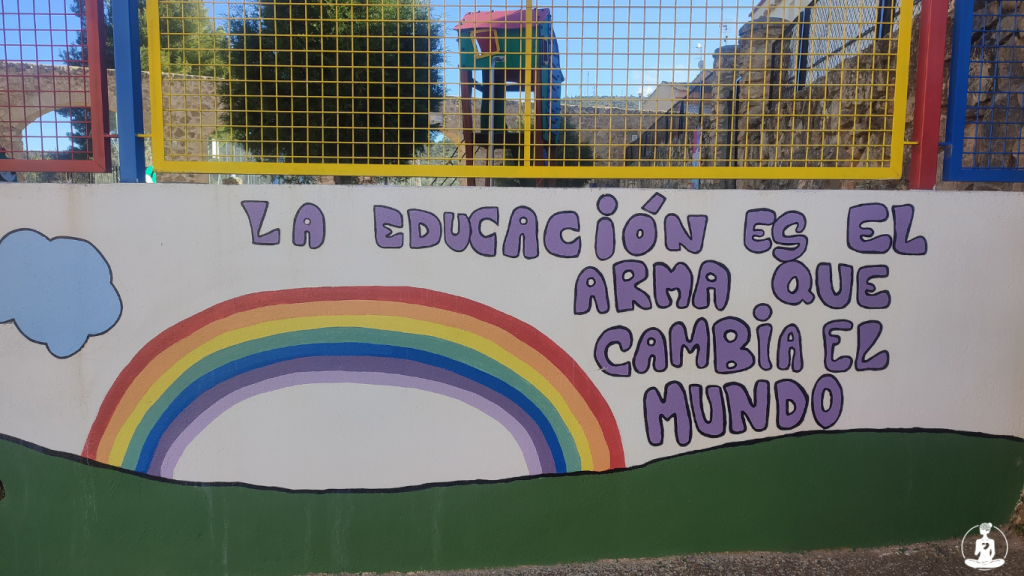 LA EDUCACIÓN ES EL
ARMA QUE
CAMBIA EL
MUNDO